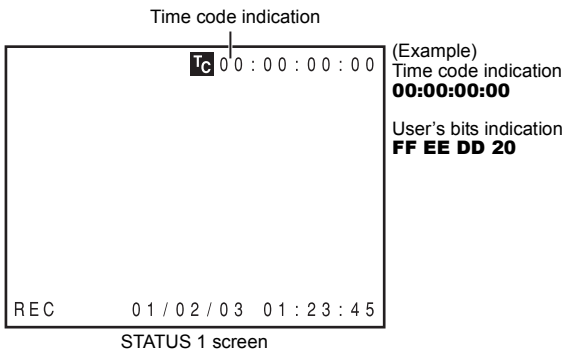 Time code indication
TC 00:00:00:00
(Example)
Time code indication
00:00:00:00
User's bits indication
FF EE DD 20
REC 01/02/03 01:23:45
STATUS 1 screen